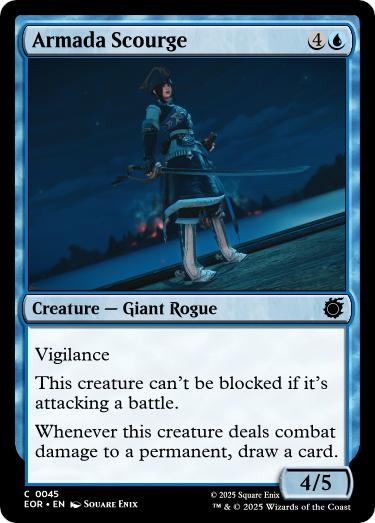 Armada Scourge 4
Creature — Giant Rogue
Vigilance
This creature can't be blocked if it's
attacking a battle.
Whenever this creature deals combat
damage to a permanent, draw a card.
4/5
C 0045
EOR • EN Square Enix
© 2025 Square Enix
™ & © 2025 Wizards of the Coast